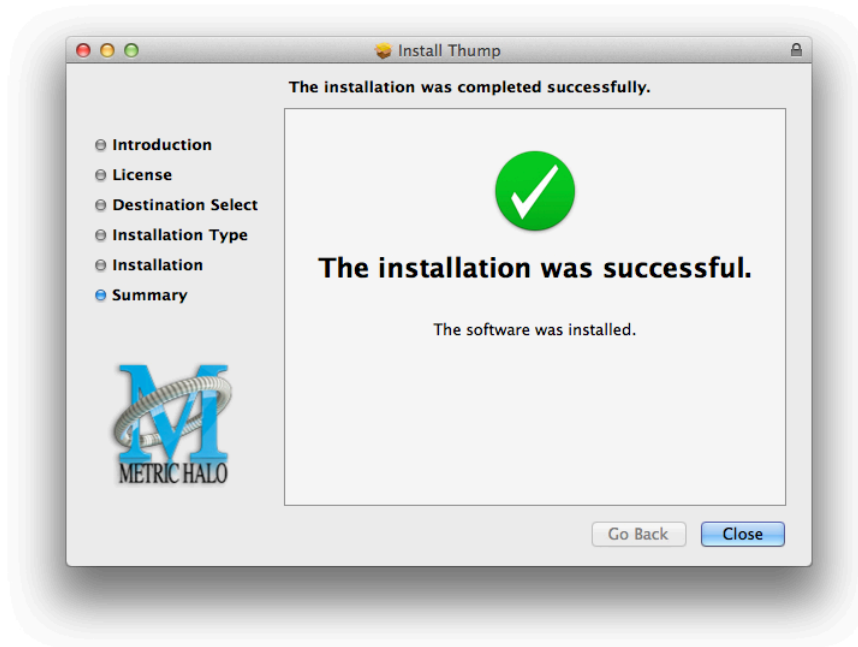 Install Thump
The installation was completed successfully.
Introduction
License
Destination Select
Installation Type
Installation
Summary
METRIC HALO
The installation was successful.
The software was installed.
Go Back
Close